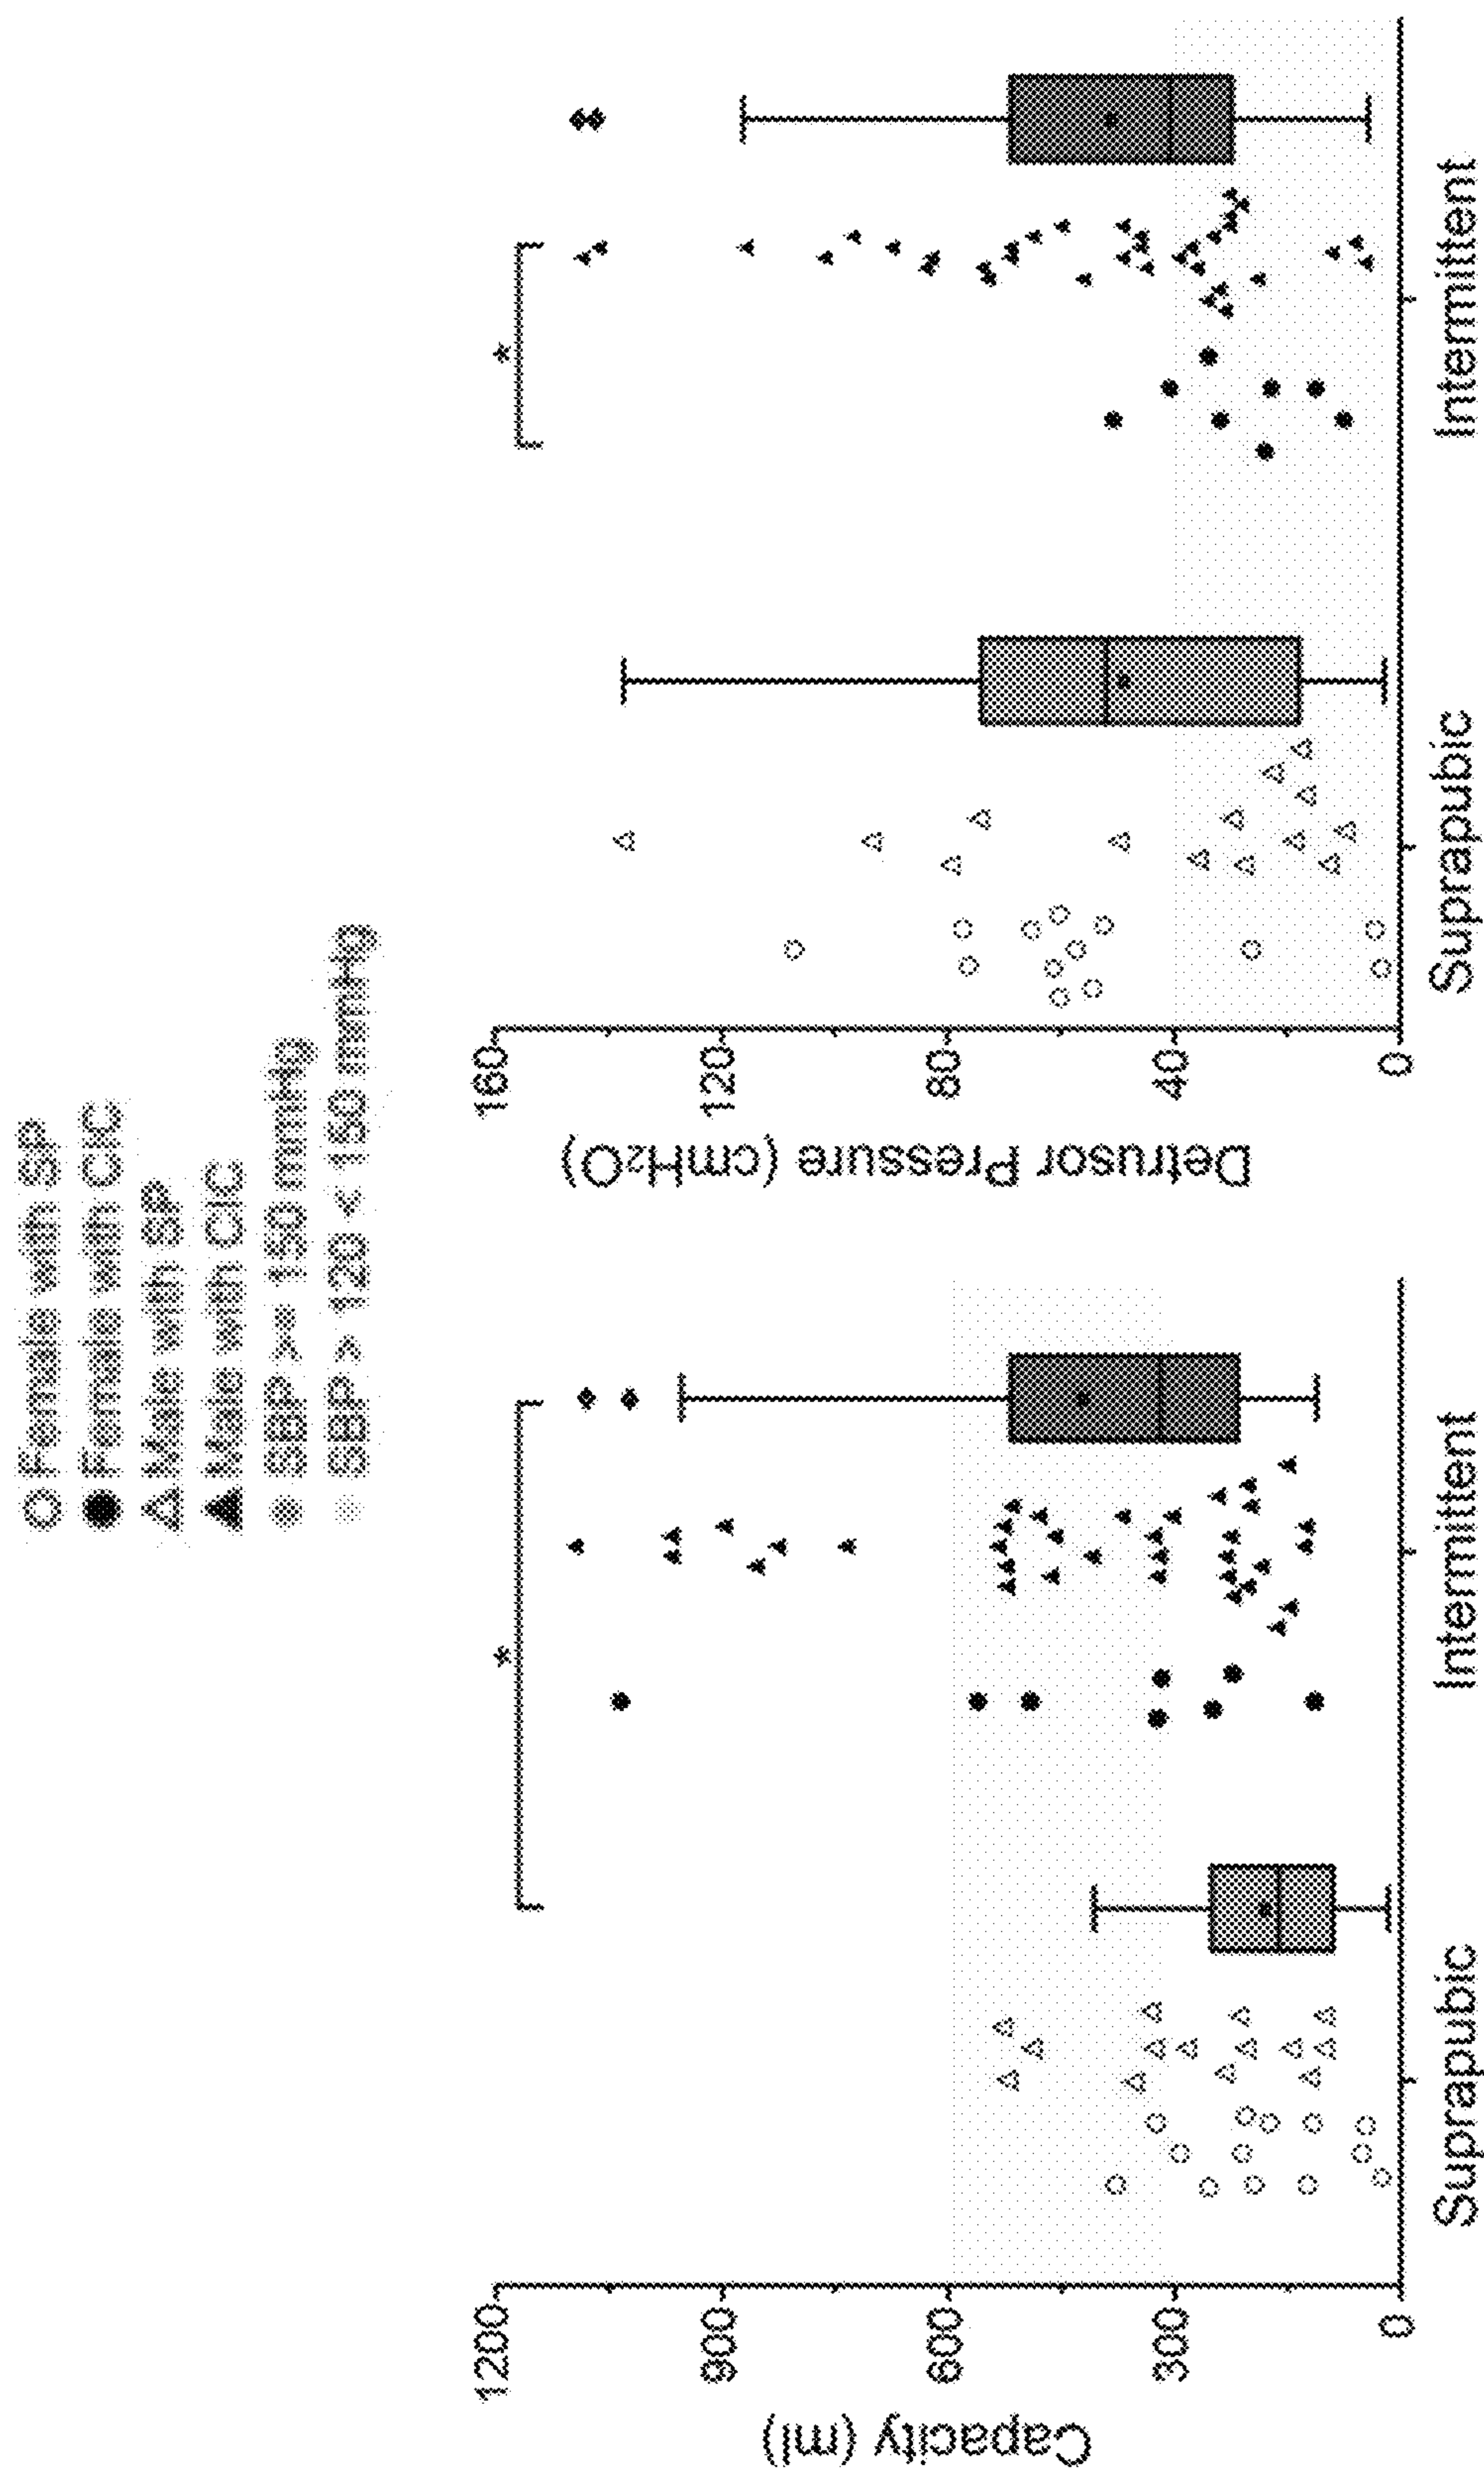 Female with SP
Female with CIC
Male with SP
Male with CIC
SBP >= 150 mmHg
SBP > 120 < 150 mmHg
Capacity (ml)
1200
900
600
300
0
*
Suprapubic
Intermittent
Detrusor Pressure (cmH₂O)
160
120
80
40
0
*
Suprapubic
Intermittent